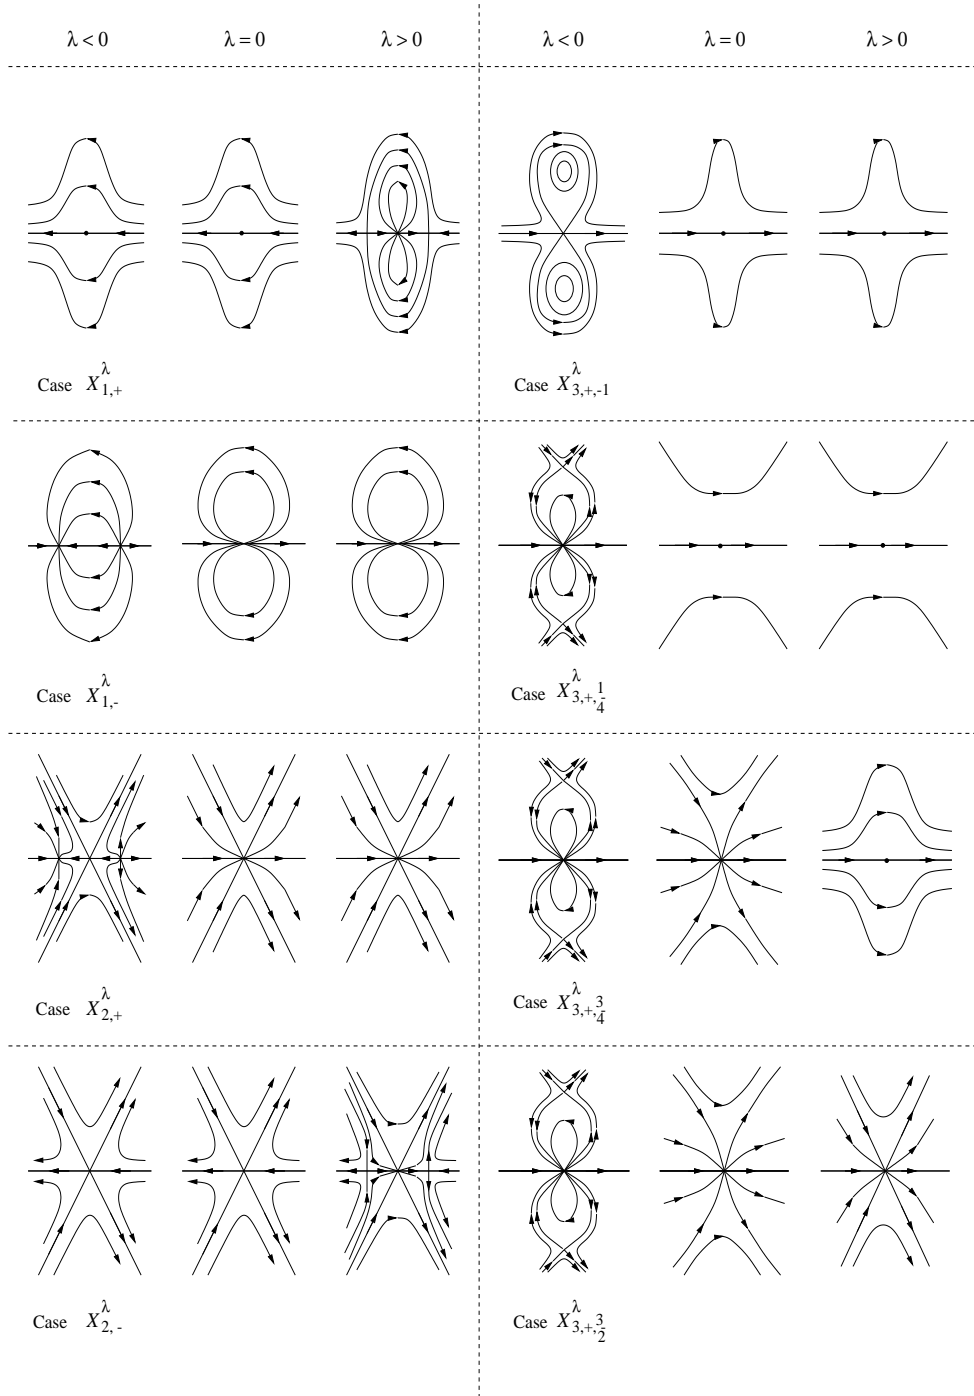 λ < 0 λ = 0 λ > 0 λ < 0 λ = 0 λ > 0
Case X^λ_{1,+} Case X^λ_{3,+,-1}
Case X^λ_{1,-} Case X^λ_{3,+,1/4}
Case X^λ_{2,+} Case X^λ_{3,+,3/4}
Case X^λ_{2,-} Case X^λ_{3,+,3/2}